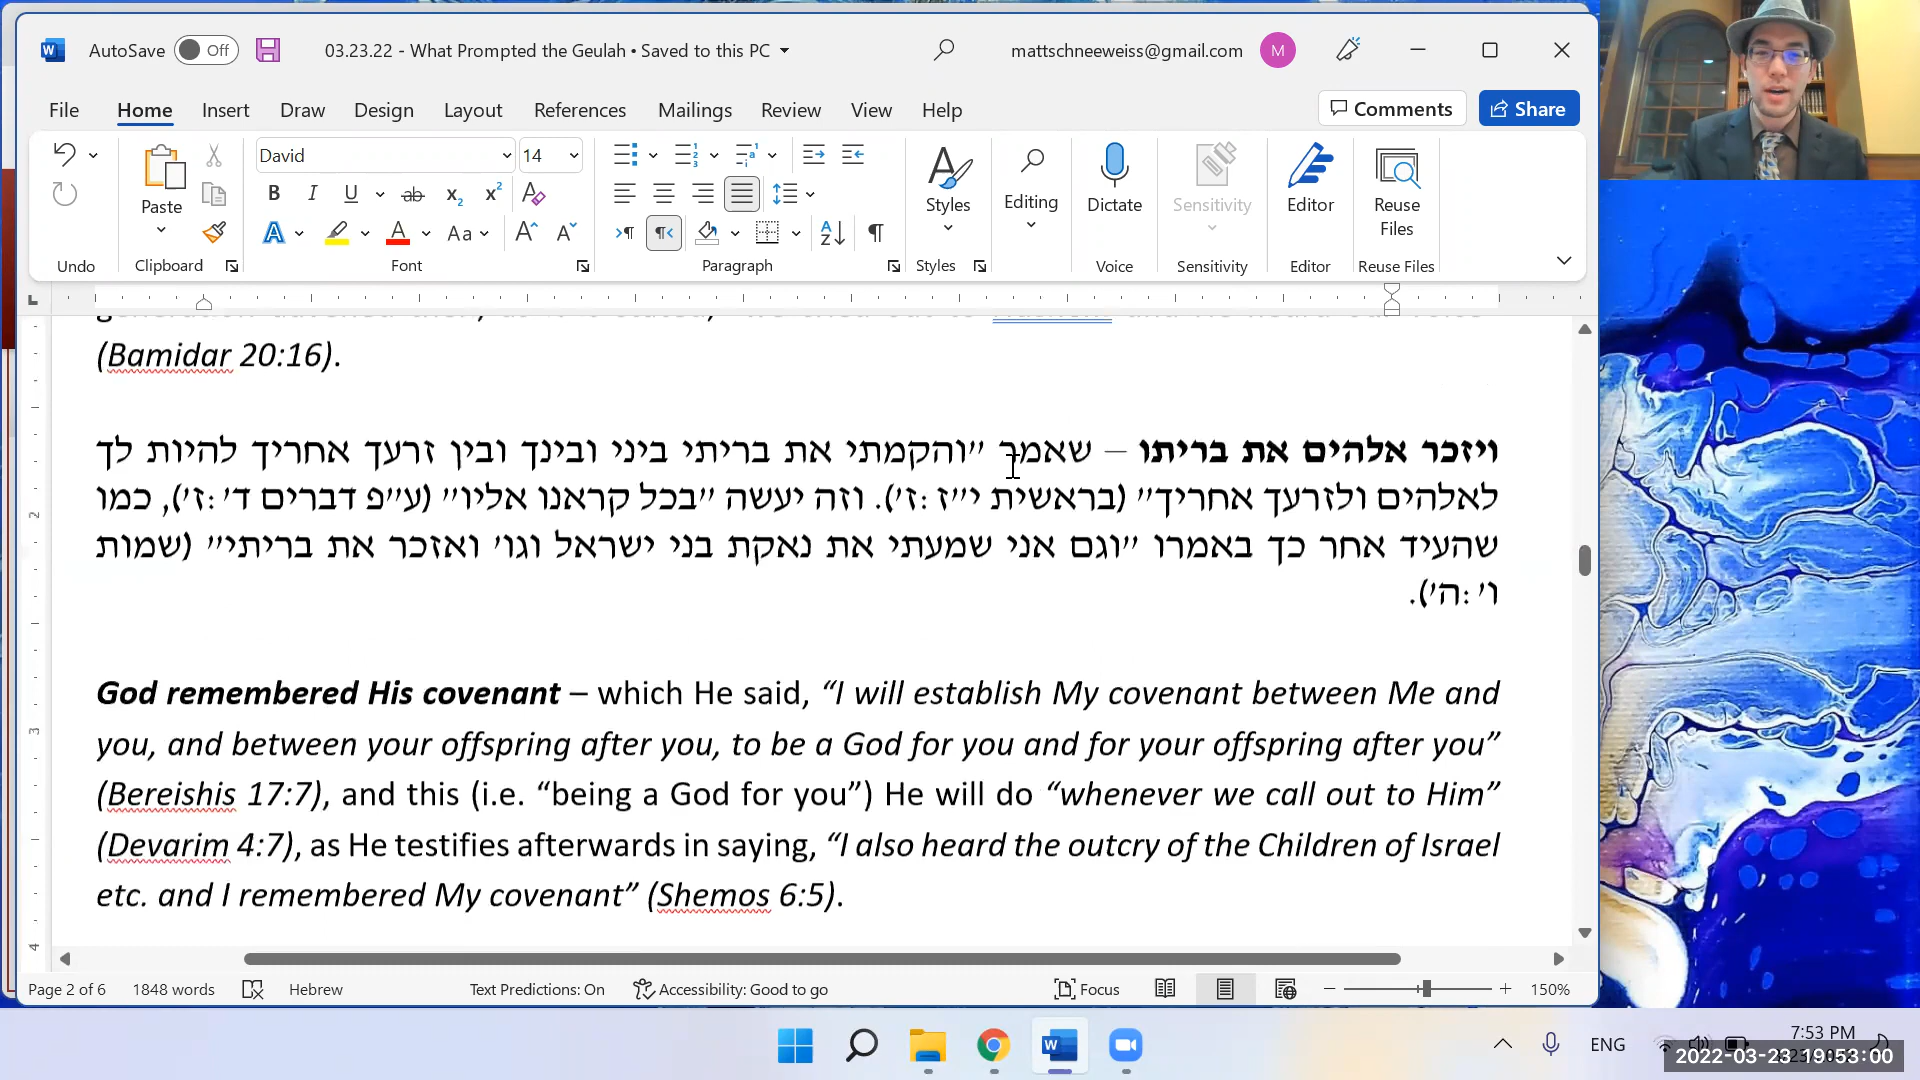 AutoSave Off 03.23.22 - What Prompted the Geulah • Saved to this PC mattschneeweiss@gmail.com M
File Home Insert Draw Design Layout References Mailings Review View Help Comments Share
David 14
Paste Styles Editing Dictate Sensitivity Editor Reuse Files
Undo Clipboard Font Paragraph Styles Voice Sensitivity Editor Reuse Files
(Bamidar 20:16).
ויזכר אלהים את בריתו – שאמר ״והקמתי את בריתי ביני ובינך ובין זרעך אחריך להיות לך
לאלהים ולזרעך אחריך״ (בראשית י״ז:ז׳). וזה יעשה ״בכל קראנו אליו״ (ע״פ דברים ד׳:ז׳), כמו
שהעיד אחר כך באמרו ״וגם אני שמעתי את נאקת בני ישראל וגו׳ ואזכר את בריתי״ (שמות
ו׳:ה׳).
God remembered His covenant – which He said, “I will establish My covenant between Me and
you, and between your offspring after you, to be a God for you and for your offspring after you”
(Bereishis 17:7), and this (i.e. “being a God for you”) He will do “whenever we call out to Him”
(Devarim 4:7), as He testifies afterwards in saying, “I also heard the outcry of the Children of Israel
etc. and I remembered My covenant” (Shemos 6:5).
Page 2 of 6 1848 words Hebrew Text Predictions: On Accessibility: Good to go Focus 150%
ENG 7:53 PM
2022-03-23 19:53:00